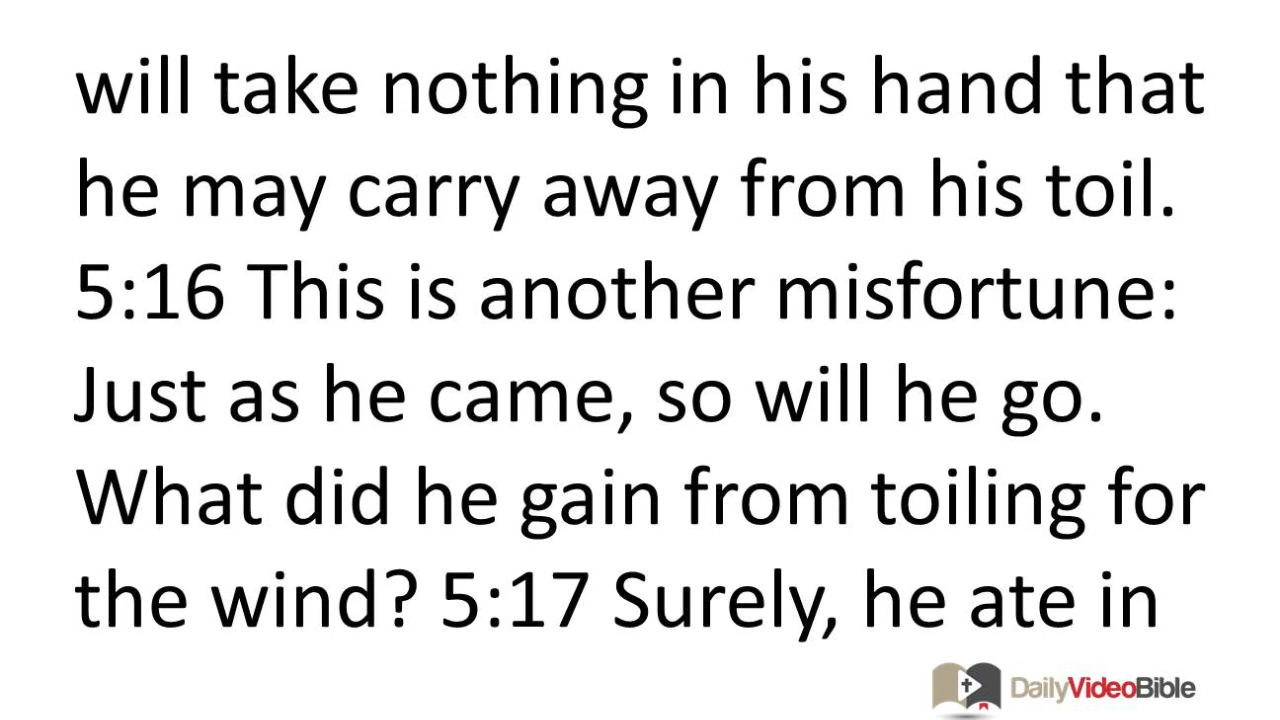 will take nothing in his hand that
he may carry away from his toil.
5:16 This is another misfortune:
Just as he came, so will he go.
What did he gain from toiling for
the wind? 5:17 Surely, he ate in
DailyVideoBible